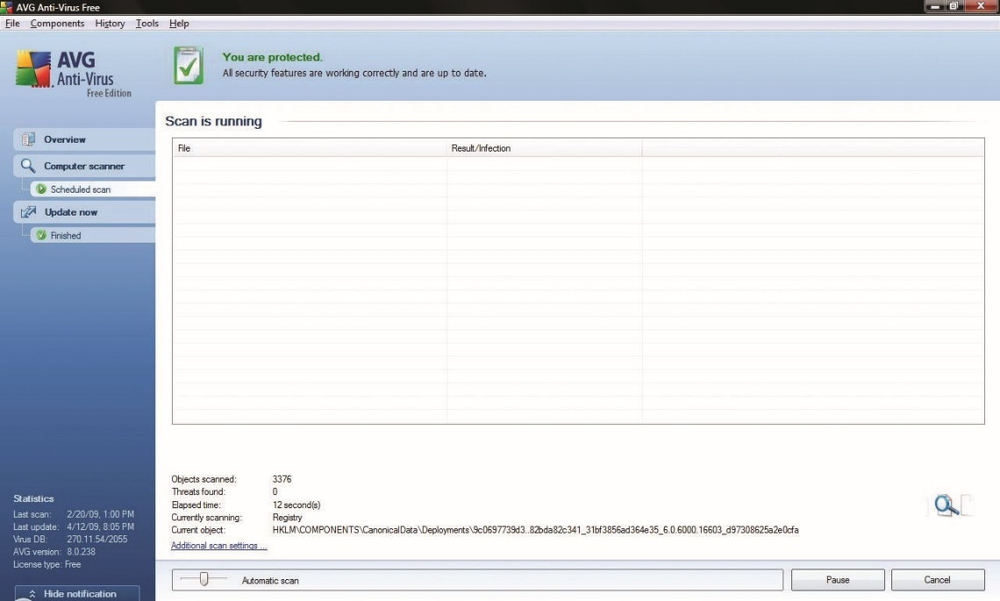 AVG Anti-Virus Free
File Components History Tools Help
AVG
Anti-Virus
Free Edition
You are protected.
All security features are working correctly and are up to date.
Scan is running
Overview
Computer scanner
Scheduled scan
Update now
Finished
File Result/Infection
Objects scanned: 3376
Threats found: 0
Elapsed time: 12 second(s)
Currently scanning: Registry
Current object: HKLM\COMPONENTS\CanonicalData\Deployments\9c0697739d3..82bda82c341_31bf3856ad364e35_6.0.6000.16603_d97308625a2e0cfa
Additional scan settings ...
Statistics
Last scan: 2/20/09, 1:00 PM
Last update: 4/12/09, 8:05 PM
Virus DB: 270.11.54/2055
AVG version: 8.0.238
License type: Free
Hide notification
Automatic scan
Pause
Cancel